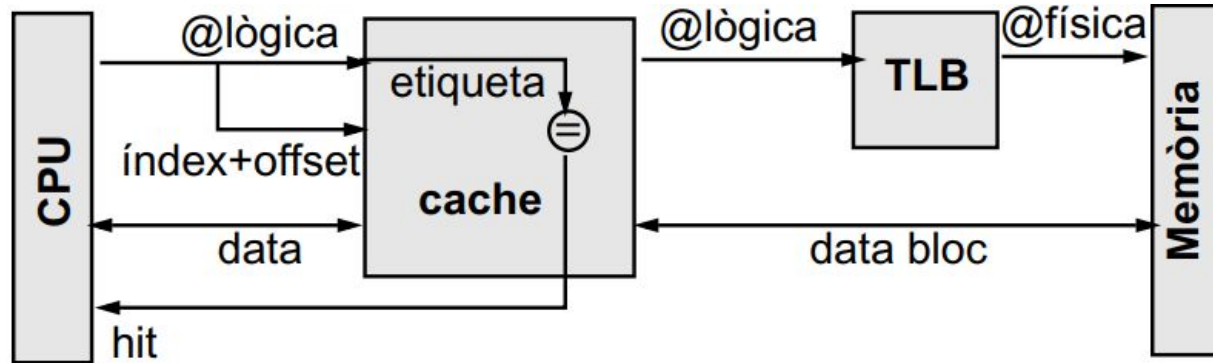 @lògica
@lògica
@física
etiqueta
TLB
=
CPU
índex+offset
cache
Memòria
data
data bloc
hit